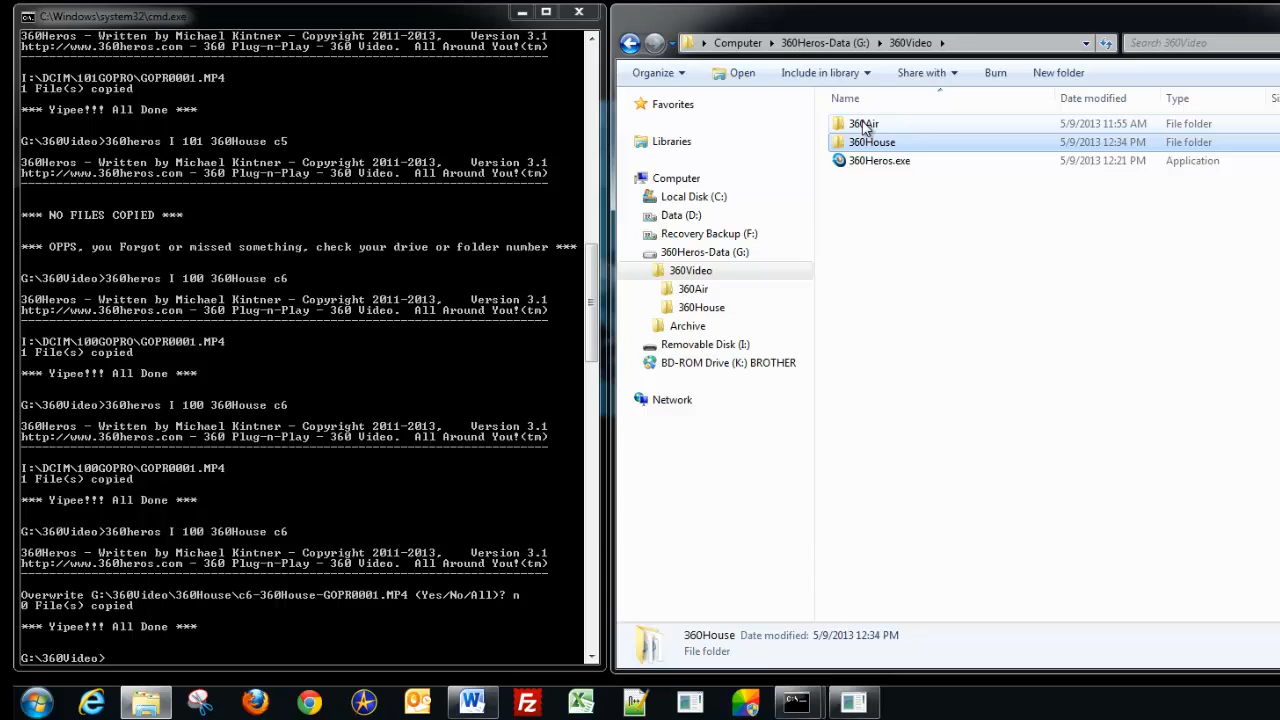 C:\Windows\system32\cmd.exe
360Heros - Written by Michael Kintner - Copyright 2011-2013, Version 3.1
http://www.360heros.com - 360 Plug-n-Play - 360 Video. All Around You!(tm)
I:\DCIM\101GOPRO\GOPR0001.MP4
1 File(s) copied
*** Yipee!!! All Done ***
G:\360Video>360heros I 101 360House c5
360Heros - Written by Michael Kintner - Copyright 2011-2013, Version 3.1
http://www.360heros.com - 360 Plug-n-Play - 360 Video. All Around You!(tm)
*** NO FILES COPIED ***
*** OPPS, you Forgot or missed something, check your drive or folder number ***
G:\360Video>360heros I 100 360House c6
360Heros - Written by Michael Kintner - Copyright 2011-2013, Version 3.1
http://www.360heros.com - 360 Plug-n-Play - 360 Video. All Around You!(tm)
I:\DCIM\100GOPRO\GOPR0001.MP4
1 File(s) copied
*** Yipee!!! All Done ***
G:\360Video>360heros I 100 360House c6
360Heros - Written by Michael Kintner - Copyright 2011-2013, Version 3.1
http://www.360heros.com - 360 Plug-n-Play - 360 Video. All Around You!(tm)
I:\DCIM\100GOPRO\GOPR0001.MP4
1 File(s) copied
*** Yipee!!! All Done ***
G:\360Video>360heros I 100 360House c6
360Heros - Written by Michael Kintner - Copyright 2011-2013, Version 3.1
http://www.360heros.com - 360 Plug-n-Play - 360 Video. All Around You!(tm)
Overwrite G:\360Video\360House\c6-360House-GOPR0001.MP4 (Yes/No/All)? n
0 File(s) copied
*** Yipee!!! All Done ***
G:\360Video>
Computer 360Heros-Data (G:) 360Video Search 360Video
Organize Open Include in library Share with Burn New folder
Favorites
Libraries
Computer
Local Disk (C:)
Data (D:)
Recovery Backup (F:)
360Heros-Data (G:)
360Video
360Air
360House
Archive
Removable Disk (I:)
BD-ROM Drive (K:) BROTHER
Network
Name Date modified Type
360Air 5/9/2013 11:55 AM File folder
360House 5/9/2013 12:34 PM File folder
360Heros.exe 5/9/2013 12:21 PM Application
360House Date modified: 5/9/2013 12:34 PM
File folder